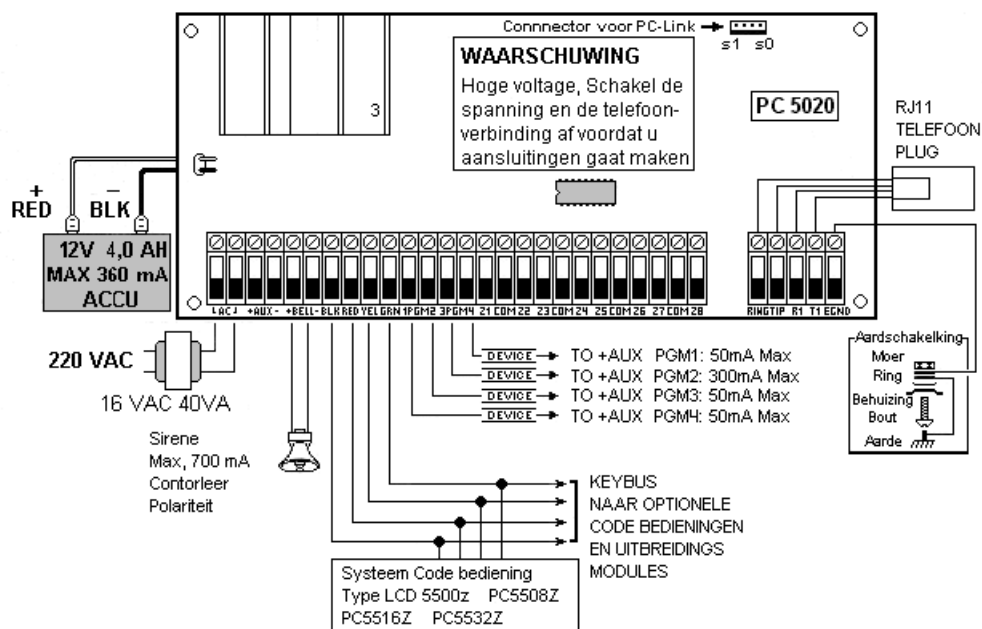 Connnector voor PC-Link
s1 s0
WAARSCHUWING
Hoge voltage, Schakel de
spanning en de telefoon-
verbinding af voordat u
aansluitingen gaat maken
3
PC 5020
RJ11
TELEFOON
PLUG
+ –
RED BLK
12V 4,0 AH
MAX 360 mA
ACCU
└AC┘ +AUX- +BELL- BLK RED YEL GRN 1PGM2 3PGM4 Z1 COM Z2 Z3 COM Z4 Z5 COM Z6 Z7 COM Z8
RING TIP R1 T1 EGND
220 VAC
16 VAC 40VA
DEVICE TO +AUX PGM1: 50mA Max
DEVICE TO +AUX PGM2: 300mA Max
DEVICE TO +AUX PGM3: 50mA Max
DEVICE TO +AUX PGM4: 50mA Max
Aardschakelking
Moer
Ring
Behuizing
Bout
Aarde
Sirene
Max, 700 mA
Contorleer
Polariteit
KEYBUS
NAAR OPTIONELE
CODE BEDIENINGEN
EN UITBREIDINGS
MODULES
Systeem Code bediening
Type LCD 5500z PC5508Z
PC5516Z PC5532Z